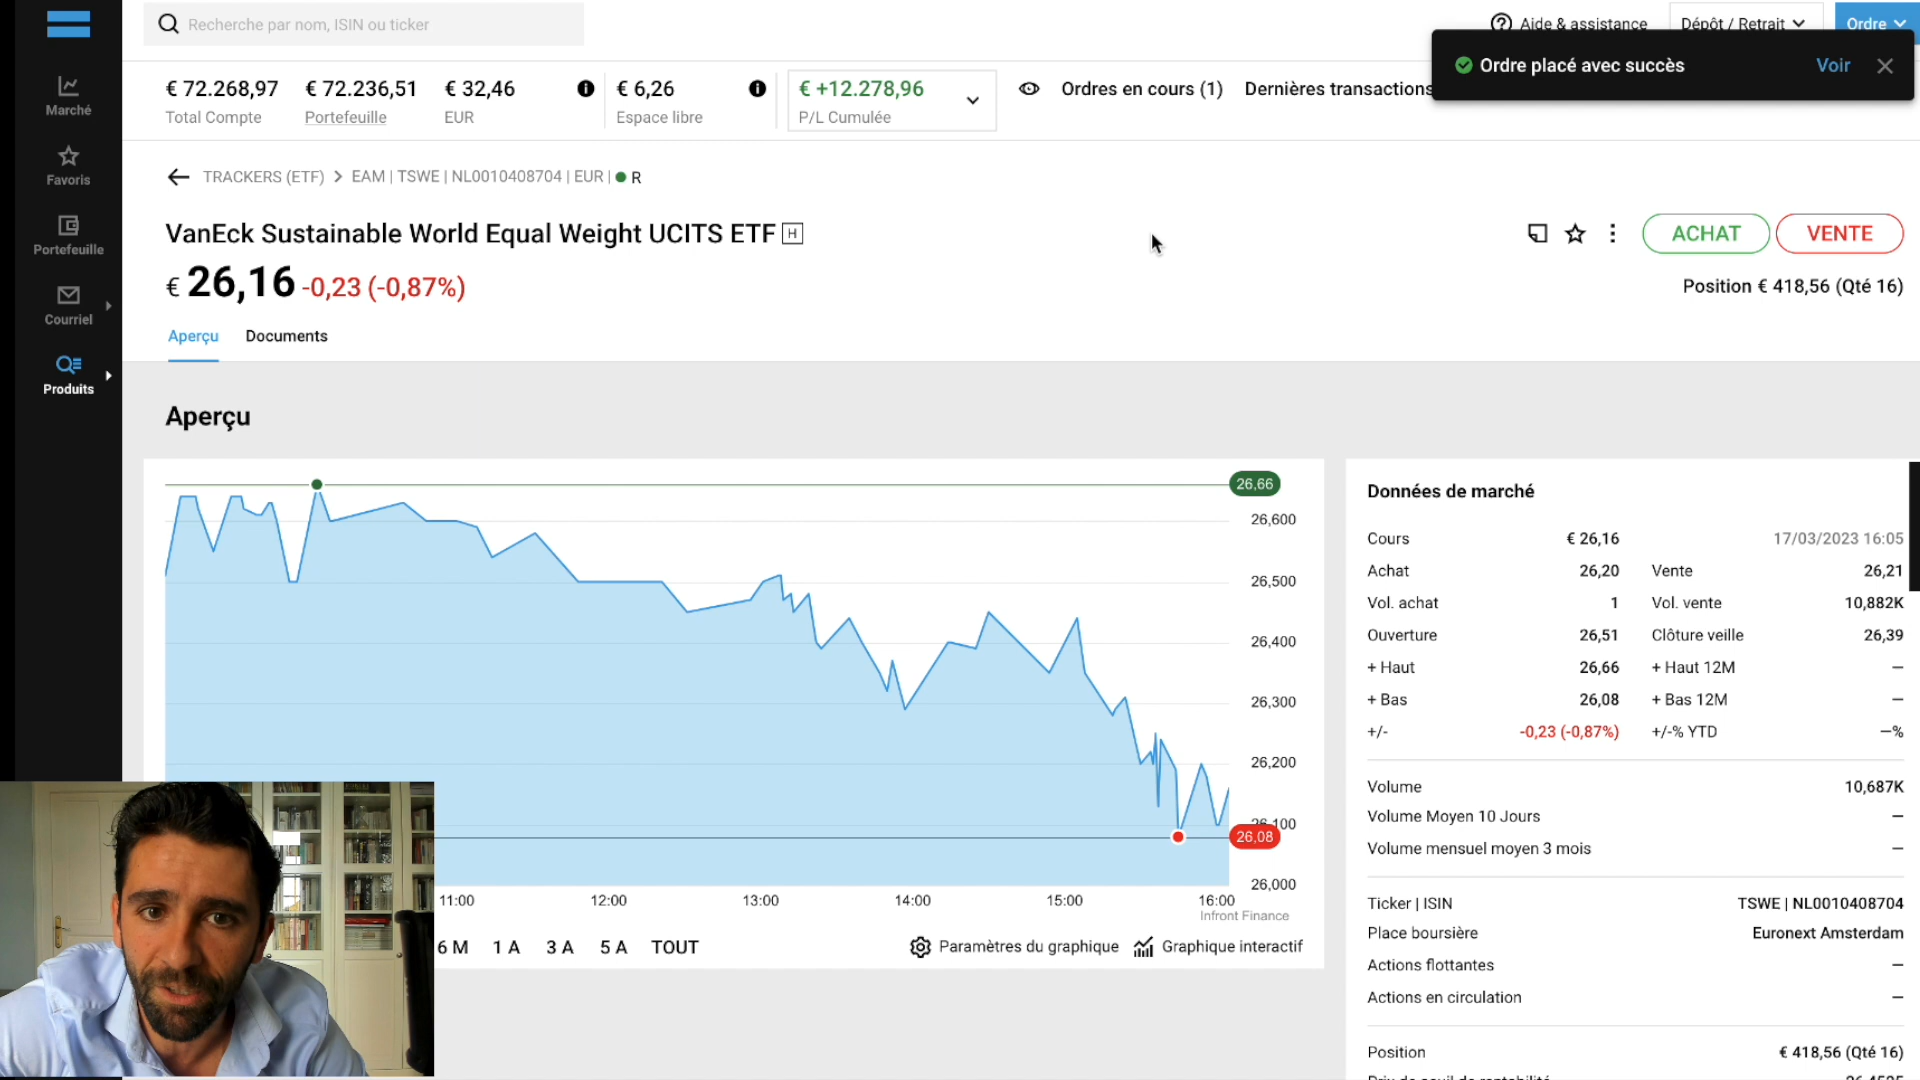 Recherche par nom, ISIN ou ticker
Aide & assistance
Dépôt / Retrait
Ordre
Ordre placé avec succès
Voir
Marché
Favoris
Portefeuille
Courriel
Produits
€ 72.268,97
Total Compte
€ 72.236,51
Portefeuille
€ 32,46
EUR
€ 6,26
Espace libre
€ +12.278,96
P/L Cumulée
Ordres en cours (1)
Dernières transactions
TRACKERS (ETF) > EAM | TSWE | NL0010408704 | EUR | R
VanEck Sustainable World Equal Weight UCITS ETF H
€ 26,16 -0,23 (-0,87%)
ACHAT
VENTE
Position € 418,56 (Qté 16)
Aperçu
Documents
Aperçu
26,66
26,600
26,500
26,400
26,300
26,200
26,100
26,08
26,000
11:00 12:00 13:00 14:00 15:00 16:00
Infront Finance
6 M 1 A 3 A 5 A TOUT
Paramètres du graphique
Graphique interactif
Données de marché
Cours € 26,16 17/03/2023 16:05
Achat 26,20 Vente 26,21
Vol. achat 1 Vol. vente 10,882K
Ouverture 26,51 Clôture veille 26,39
+ Haut 26,66 + Haut 12M —
+ Bas 26,08 + Bas 12M —
+/- -0,23 (-0,87%) +/-% YTD —%
Volume 10,687K
Volume Moyen 10 Jours —
Volume mensuel moyen 3 mois —
Ticker | ISIN TSWE | NL0010408704
Place boursière Euronext Amsterdam
Actions flottantes —
Actions en circulation —
Position € 418,56 (Qté 16)